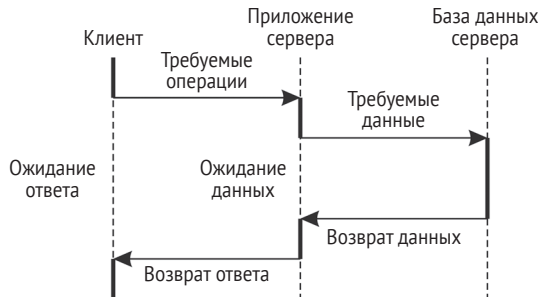 Клиент
Приложение
сервера
База данных
сервера
Требуемые
операции
Требуемые
данные
Ожидание
ответа
Ожидание
данных
Возврат данных
Возврат ответа